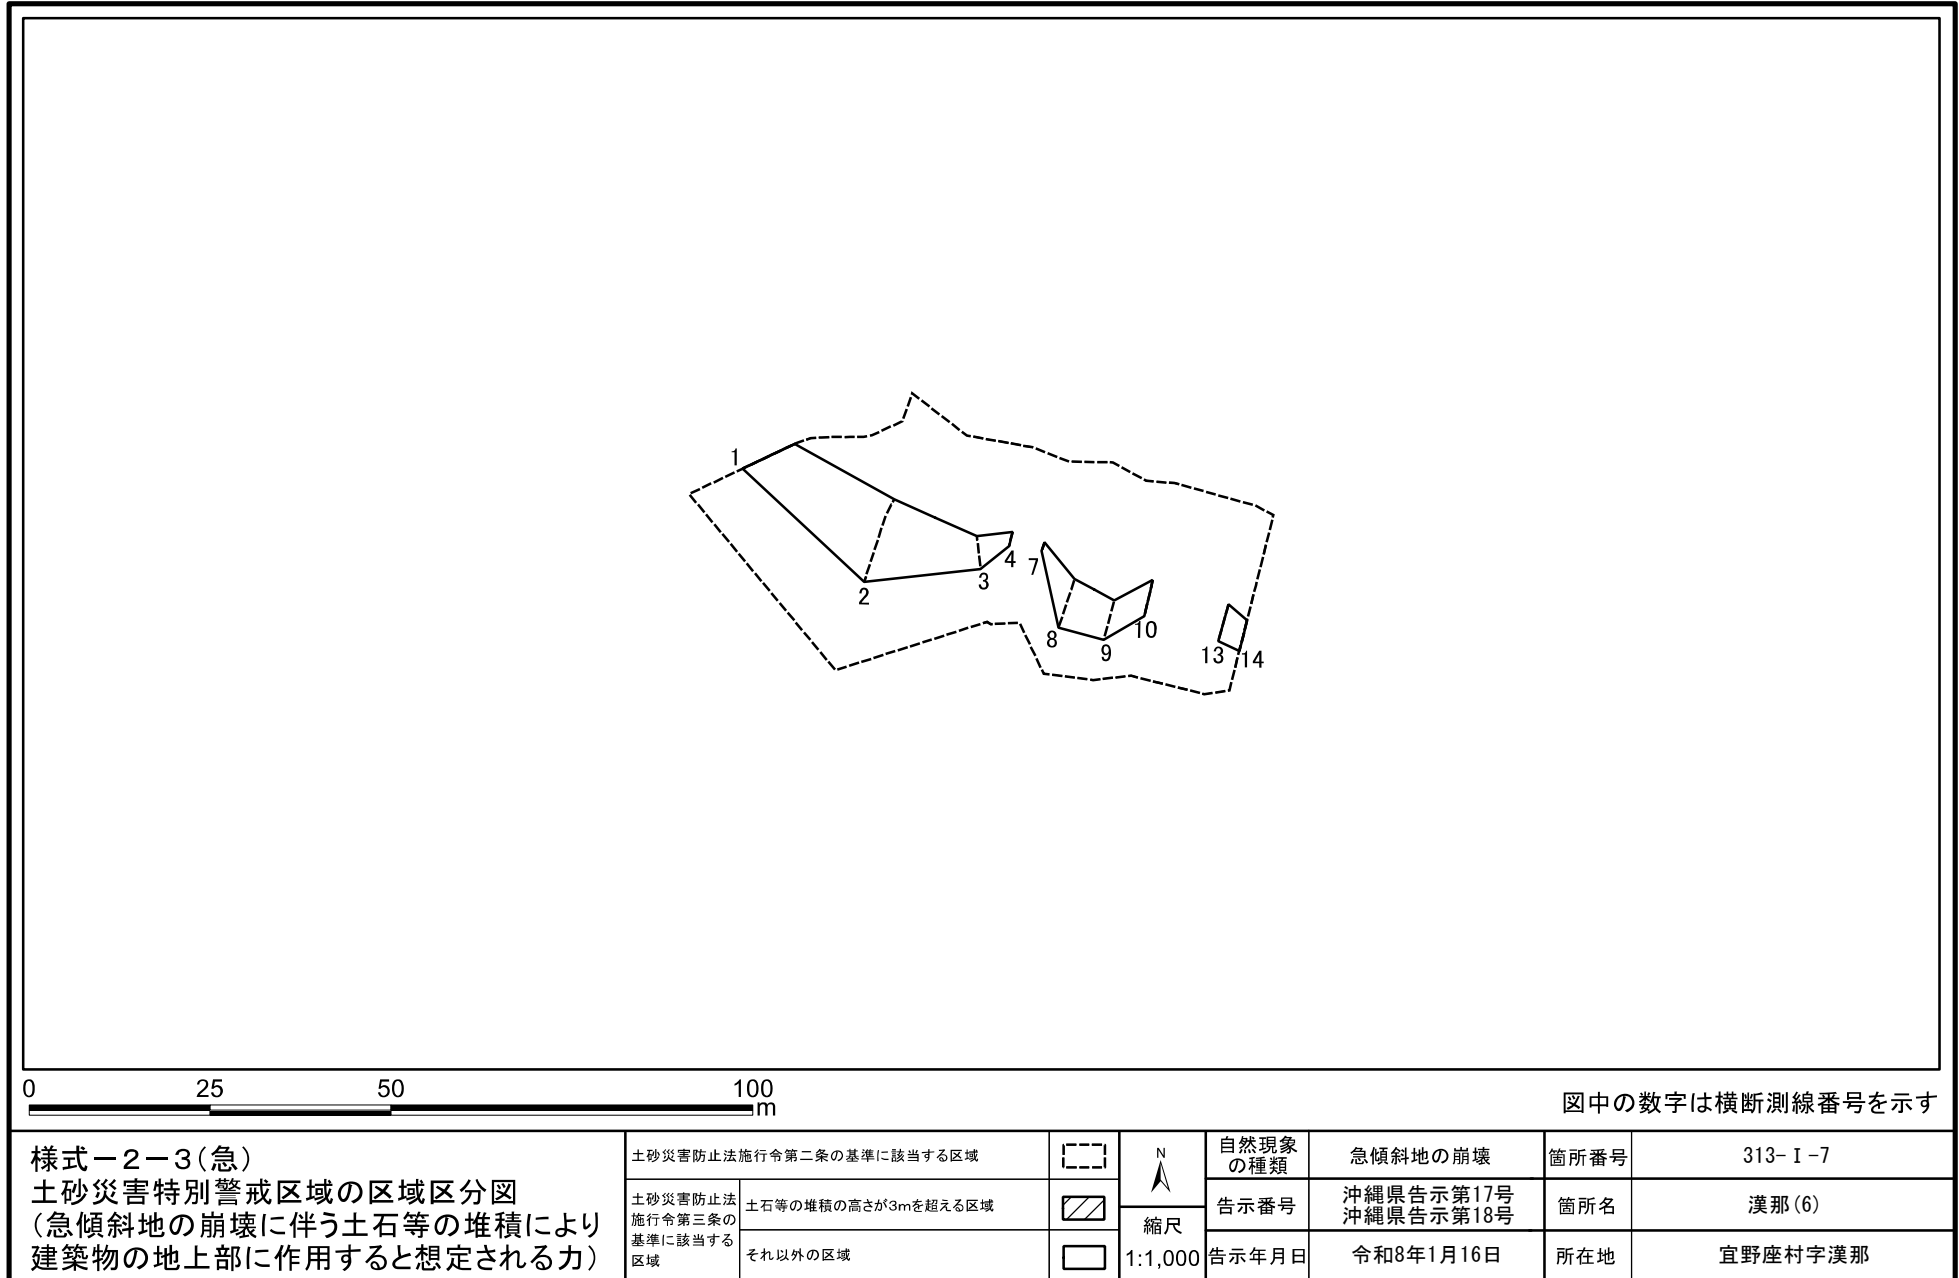 1
2
3
4
7
8
9
10
13
14
0 25 50 100
m
図中の数字は横断測線番号を示す
様式－2－3(急)
土砂災害特別警戒区域の区域区分図
(急傾斜地の崩壊に伴う土石等の堆積により
建築物の地上部に作用すると想定される力)
土砂災害防止法施行令第二条の基準に該当する区域
土砂災害防止法
施行令第三条の
基準に該当する
区域
土石等の堆積の高さが3mを超える区域
それ以外の区域
N
縮尺
1:1,000
自然現象
の種類
急傾斜地の崩壊
箇所番号
313-Ⅰ-7
告示番号
沖縄県告示第17号
沖縄県告示第18号
箇所名
漢那(6)
告示年月日
令和8年1月16日
所在地
宜野座村字漢那